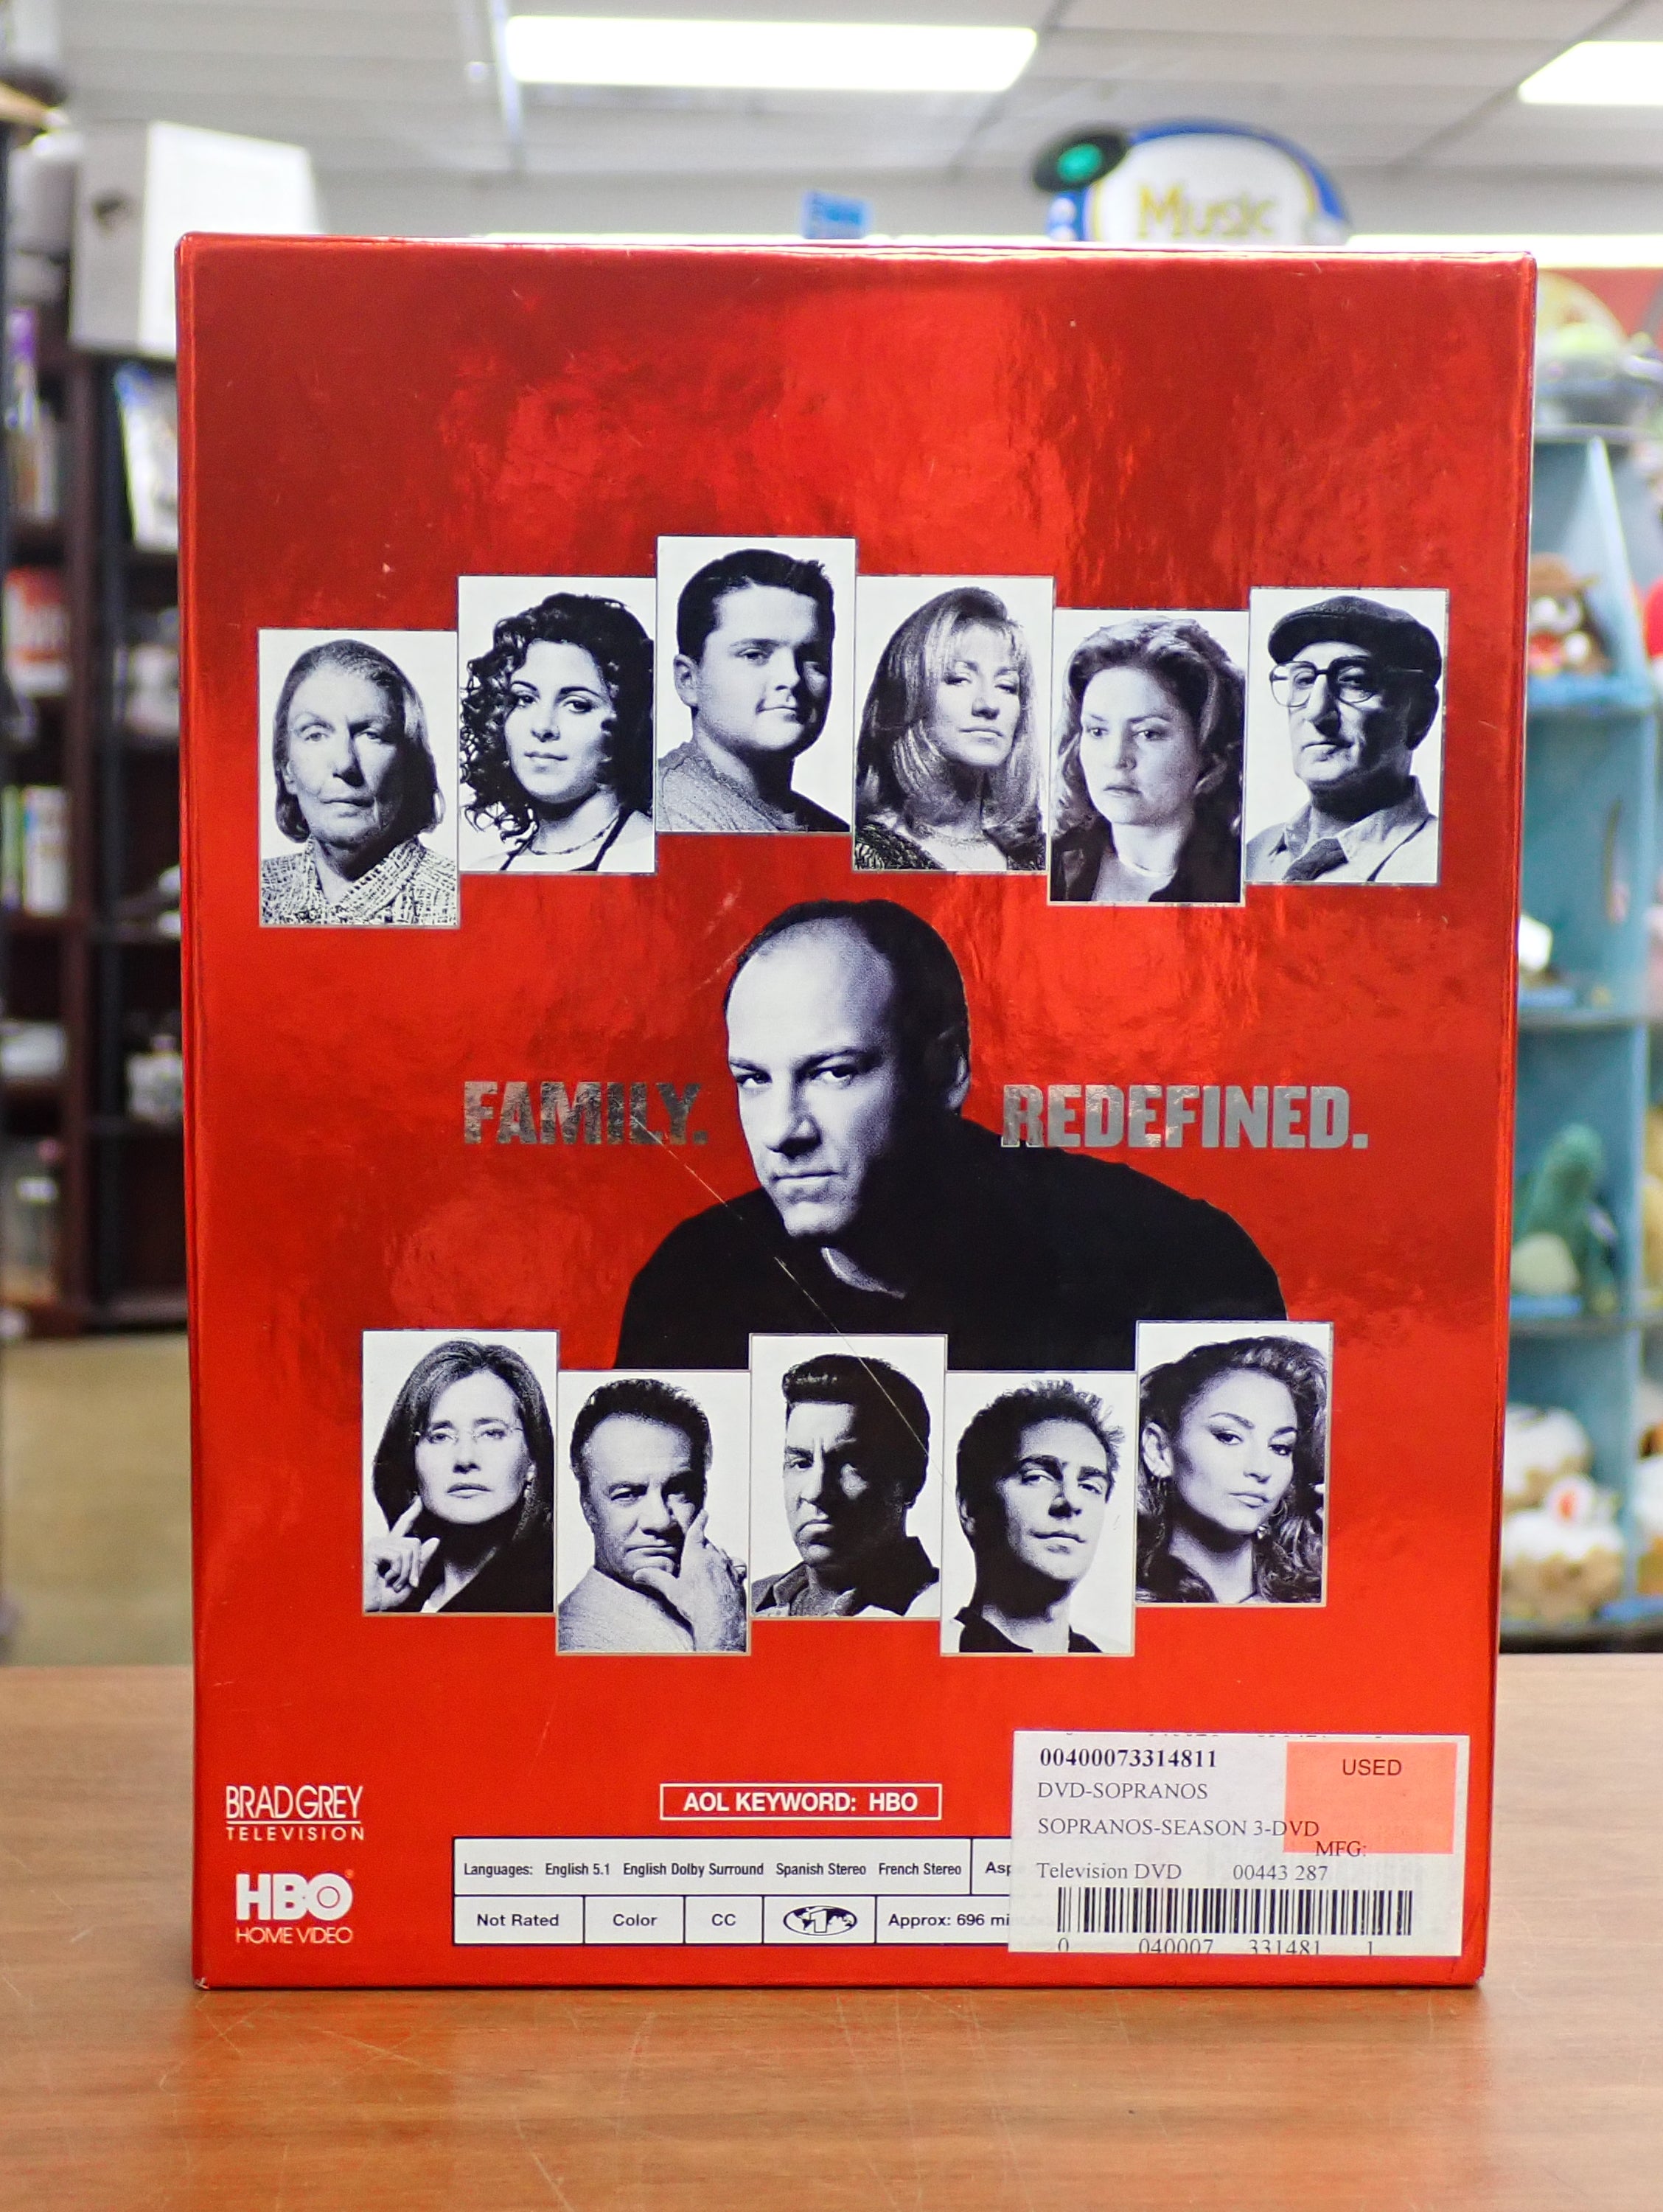 Music
FAMILY. REDEFINED.
BRAD GREY
TELEVISION
HBO®
HOME VIDEO
AOL KEYWORD: HBO
Languages: English 5.1 English Dolby Surround Spanish Stereo French Stereo
Asp
Not Rated
Color
CC
1
Approx: 696 mi
00400073314811
USED
DVD-SOPRANOS
SOPRANOS-SEASON 3-DVD
MFG:
Television DVD 00443 287
0 040007 331481 1